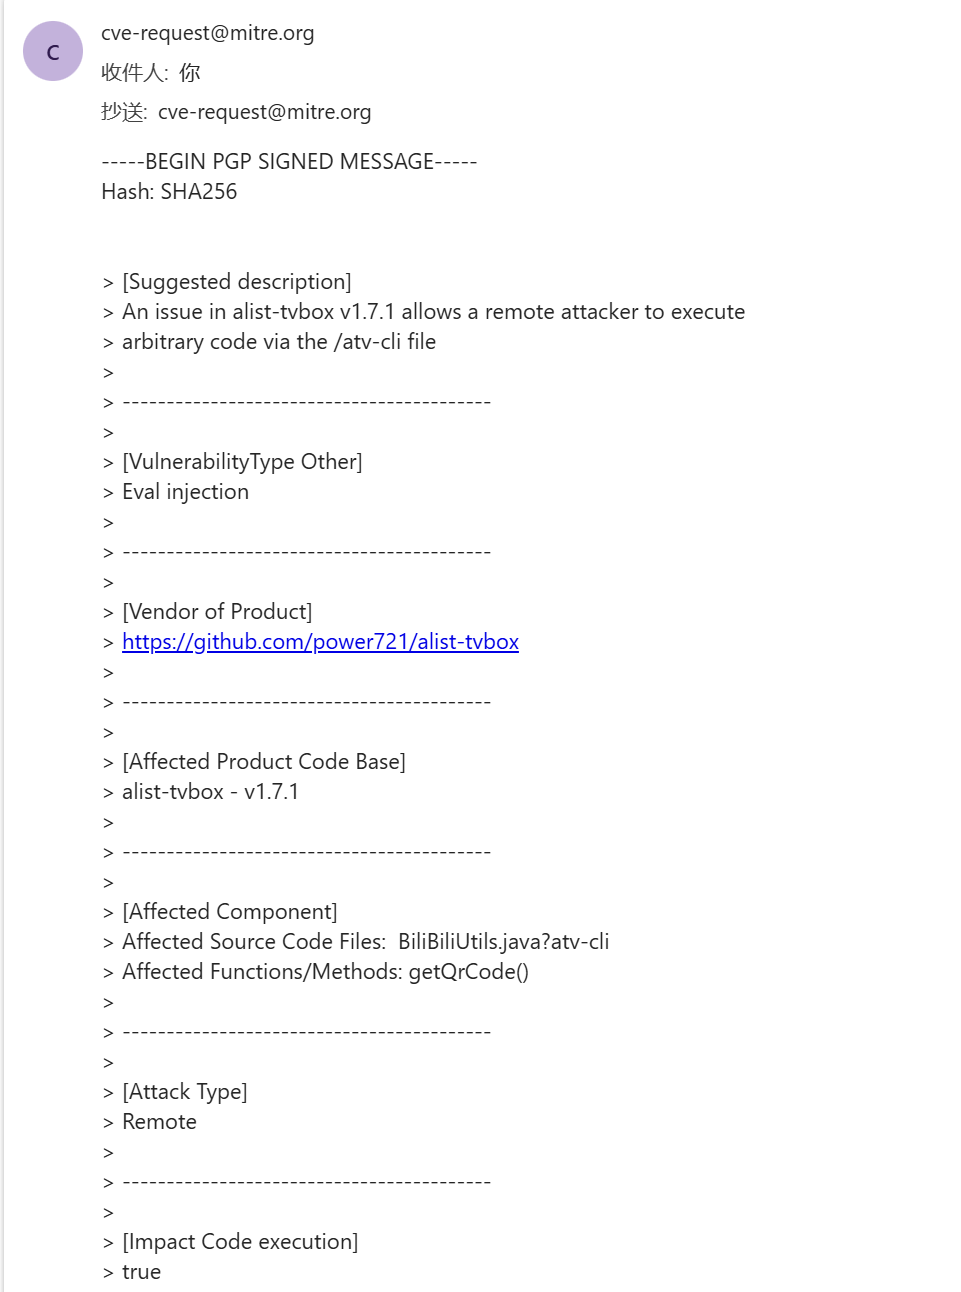 C
cve-request@mitre.org
收件人: 你
抄送: cve-request@mitre.org
-----BEGIN PGP SIGNED MESSAGE-----
Hash: SHA256
> [Suggested description]
> An issue in alist-tvbox v1.7.1 allows a remote attacker to execute
> arbitrary code via the /atv-cli file
>
> ------------------------------------------
>
> [VulnerabilityType Other]
> Eval injection
>
> ------------------------------------------
>
> [Vendor of Product]
> https://github.com/power721/alist-tvbox
>
> ------------------------------------------
>
> [Affected Product Code Base]
> alist-tvbox - v1.7.1
>
> ------------------------------------------
>
> [Affected Component]
> Affected Source Code Files:  BiliBiliUtils.java?atv-cli
> Affected Functions/Methods: getQrCode()
>
> ------------------------------------------
>
> [Attack Type]
> Remote
>
> ------------------------------------------
>
> [Impact Code execution]
> true